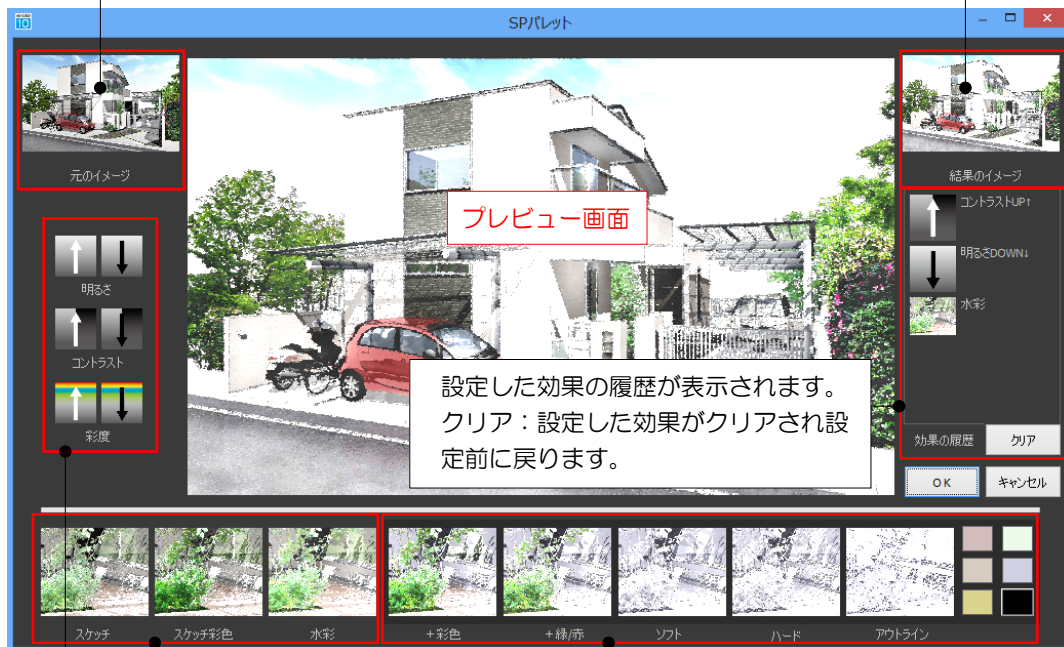 10
SPパレット
元のイメージ
結果のイメージ
コントラストUP↑
明るさDOWN↓
水彩
プレビュー画面
明るさ
コントラスト
彩度
設定した効果の履歴が表示されます。
クリア：設定した効果がクリアされ設
定前に戻ります。
効果の履歴
クリア
OK
キャンセル
スケッチ
スケッチ彩色
水彩
+彩色
+緑/赤
ソフト
ハード
アウトライン